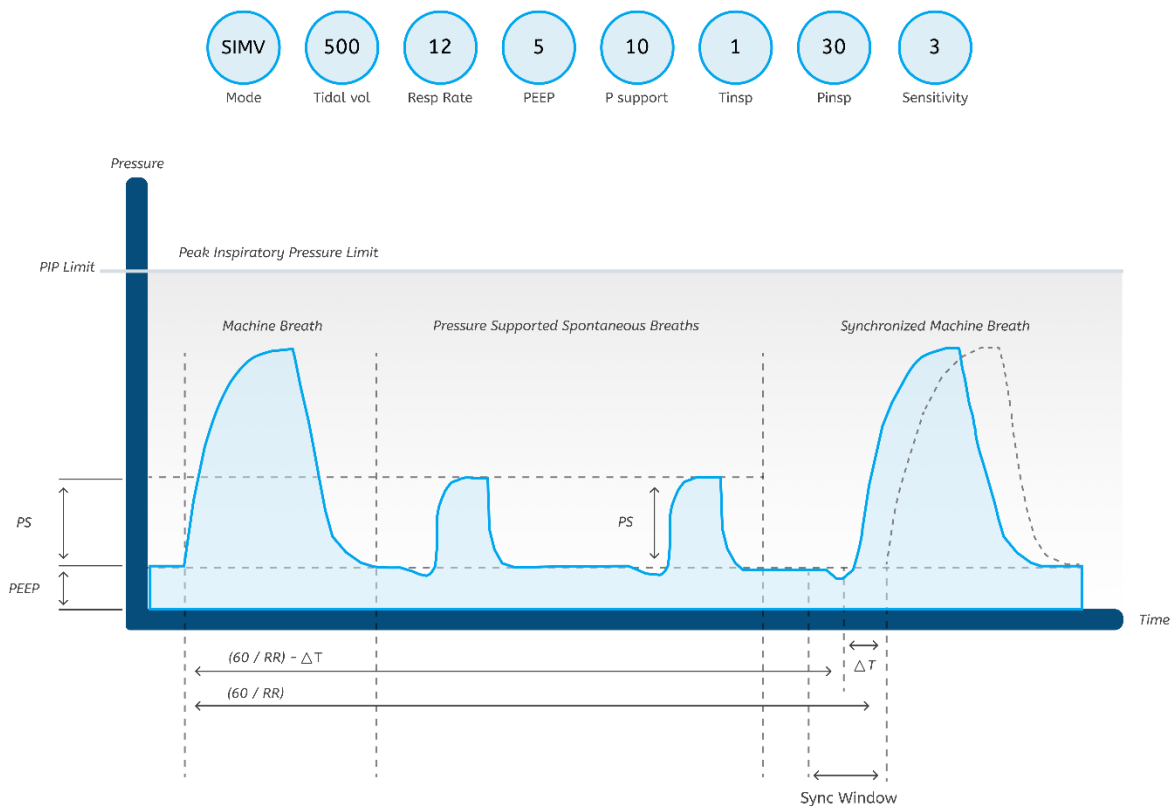 SIMV 500 12 5 10 1 30 3
Mode Tidal vol Resp Rate PEEP P support Tinsp Pinsp Sensitivity
Pressure
Peak Inspiratory Pressure Limit
PIP Limit
Machine Breath Pressure Supported Spontaneous Breaths Synchronized Machine Breath
PS PS
PEEP
Time
(60 / RR) - △T △T
(60 / RR)
Sync Window